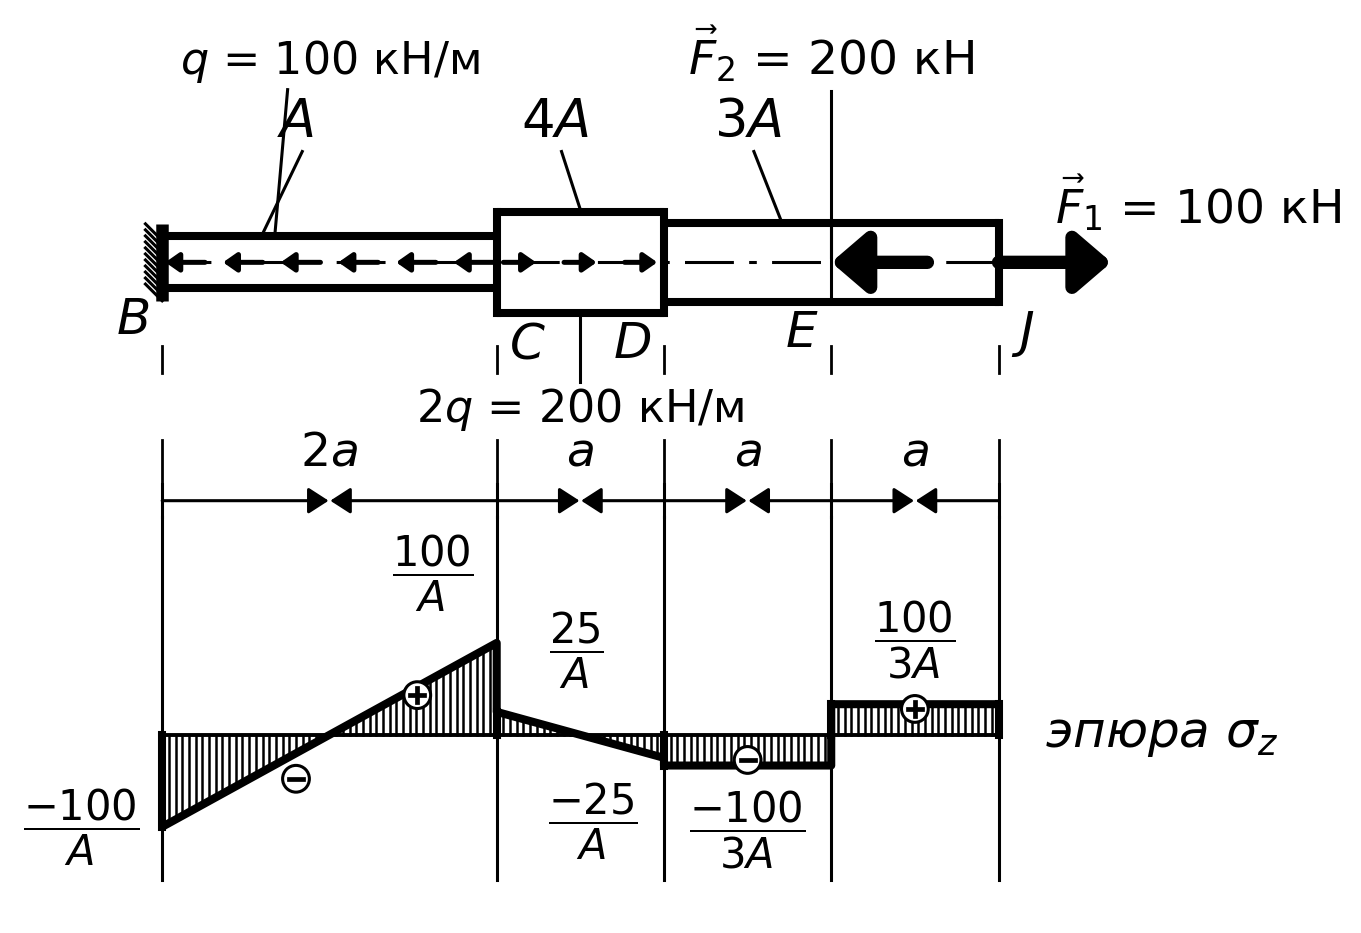 q = 100 кН/м
F⃗₂ = 200 кН
A
4A
3A
F⃗₁ = 100 кН
B
C
D
E
J
2q = 200 кН/м
2a
a
a
a
100/A
25/A
100/3A
эпюра σ_z
−100/A
−25/A
−100/3A